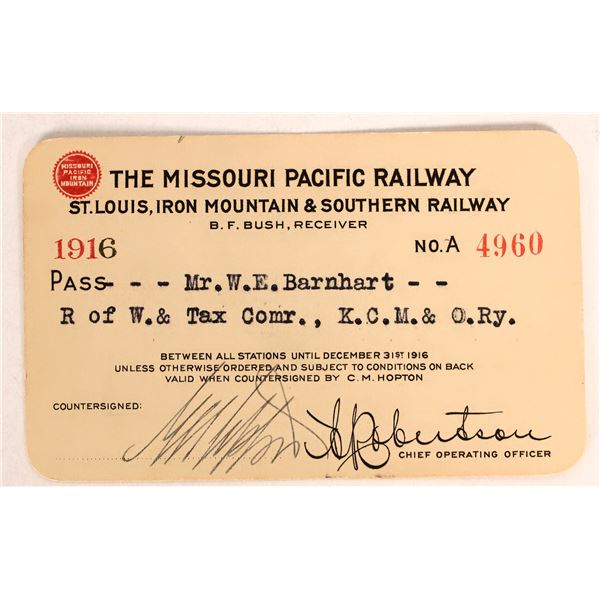 MISSOURI
PACIFIC
IRON
MOUNTAIN
THE MISSOURI PACIFIC RAILWAY
ST. LOUIS, IRON MOUNTAIN & SOUTHERN RAILWAY
B. F. BUSH, RECEIVER
1916 NO. A 4960
PASS- - - Mr.W.E.Barnhart - -
R of W.& Tax Comr., K.C.M.& O.Ry.
BETWEEN ALL STATIONS UNTIL DECEMBER 31ST 1916
UNLESS OTHERWISE ORDERED AND SUBJECT TO CONDITIONS ON BACK
VALID WHEN COUNTERSIGNED BY C. M. HOPTON
COUNTERSIGNED:
Robertson
CHIEF OPERATING OFFICER